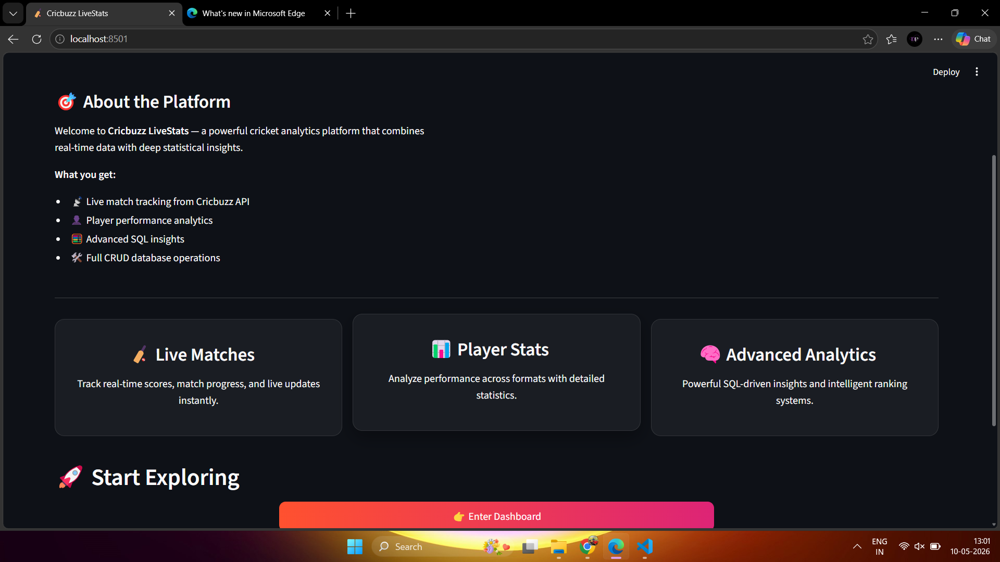 Cricbuzz LiveStats
What's new in Microsoft Edge
localhost:8501
DP
Chat
Deploy
About the Platform
Welcome to Cricbuzz LiveStats — a powerful cricket analytics platform that combines
real-time data with deep statistical insights.
What you get:
• Live match tracking from Cricbuzz API
• Player performance analytics
• Advanced SQL insights
• Full CRUD database operations
Live Matches
Track real-time scores, match progress, and live updates
instantly.
Player Stats
Analyze performance across formats with detailed
statistics.
Advanced Analytics
Powerful SQL-driven insights and intelligent ranking
systems.
Start Exploring
Enter Dashboard
Search
ENG
IN
13:01
10-05-2026